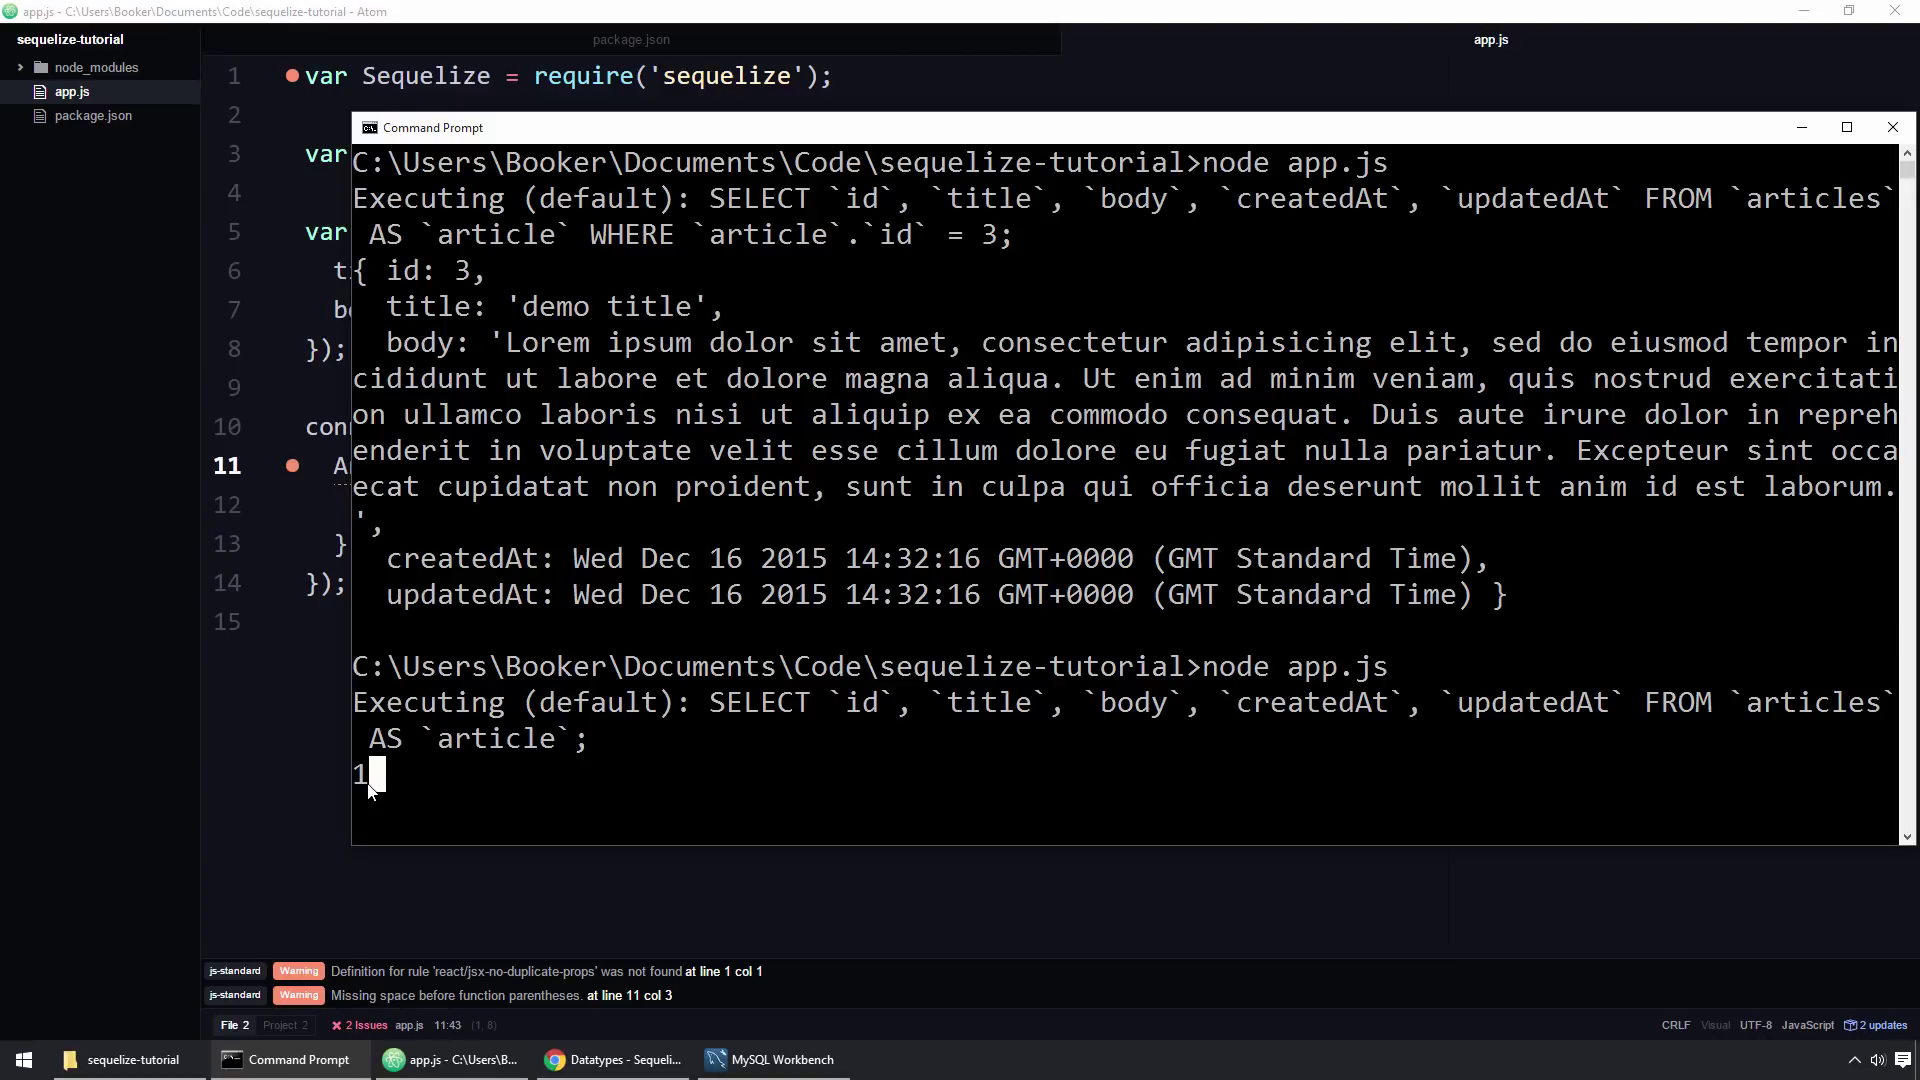 app.js - C:\Users\Booker\Documents\Code\sequelize-tutorial - Atom
sequelize-tutorial
node_modules
app.js
package.json
package.json
app.js
1 var Sequelize = require('sequelize');
2
3 var
4
5 var
6 t
7 b
8 });
9
10 con
11 A
12
13 }
14 });
15
Command Prompt
C:\Users\Booker\Documents\Code\sequelize-tutorial>node app.js
Executing (default): SELECT `id`, `title`, `body`, `createdAt`, `updatedAt` FROM `articles`
AS `article` WHERE `article`.`id` = 3;
{ id: 3,
title: 'demo title',
body: 'Lorem ipsum dolor sit amet, consectetur adipisicing elit, sed do eiusmod tempor in
cididunt ut labore et dolore magna aliqua. Ut enim ad minim veniam, quis nostrud exercitati
on ullamco laboris nisi ut aliquip ex ea commodo consequat. Duis aute irure dolor in repreh
enderit in voluptate velit esse cillum dolore eu fugiat nulla pariatur. Excepteur sint occa
ecat cupidatat non proident, sunt in culpa qui officia deserunt mollit anim id est laborum.
',
createdAt: Wed Dec 16 2015 14:32:16 GMT+0000 (GMT Standard Time),
updatedAt: Wed Dec 16 2015 14:32:16 GMT+0000 (GMT Standard Time) }
C:\Users\Booker\Documents\Code\sequelize-tutorial>node app.js
Executing (default): SELECT `id`, `title`, `body`, `createdAt`, `updatedAt` FROM `articles`
AS `article`;
1
js-standard Warning Definition for rule 'react/jsx-no-duplicate-props' was not found at line 1 col 1
js-standard Warning Missing space before function parentheses. at line 11 col 3
File 2 Project 2 2 Issues app.js 11:43 (1, 8) CRLF Visual UTF-8 JavaScript 2 updates
sequelize-tutorial Command Prompt app.js - C:\Users\B... Datatypes - Sequeli... MySQL Workbench